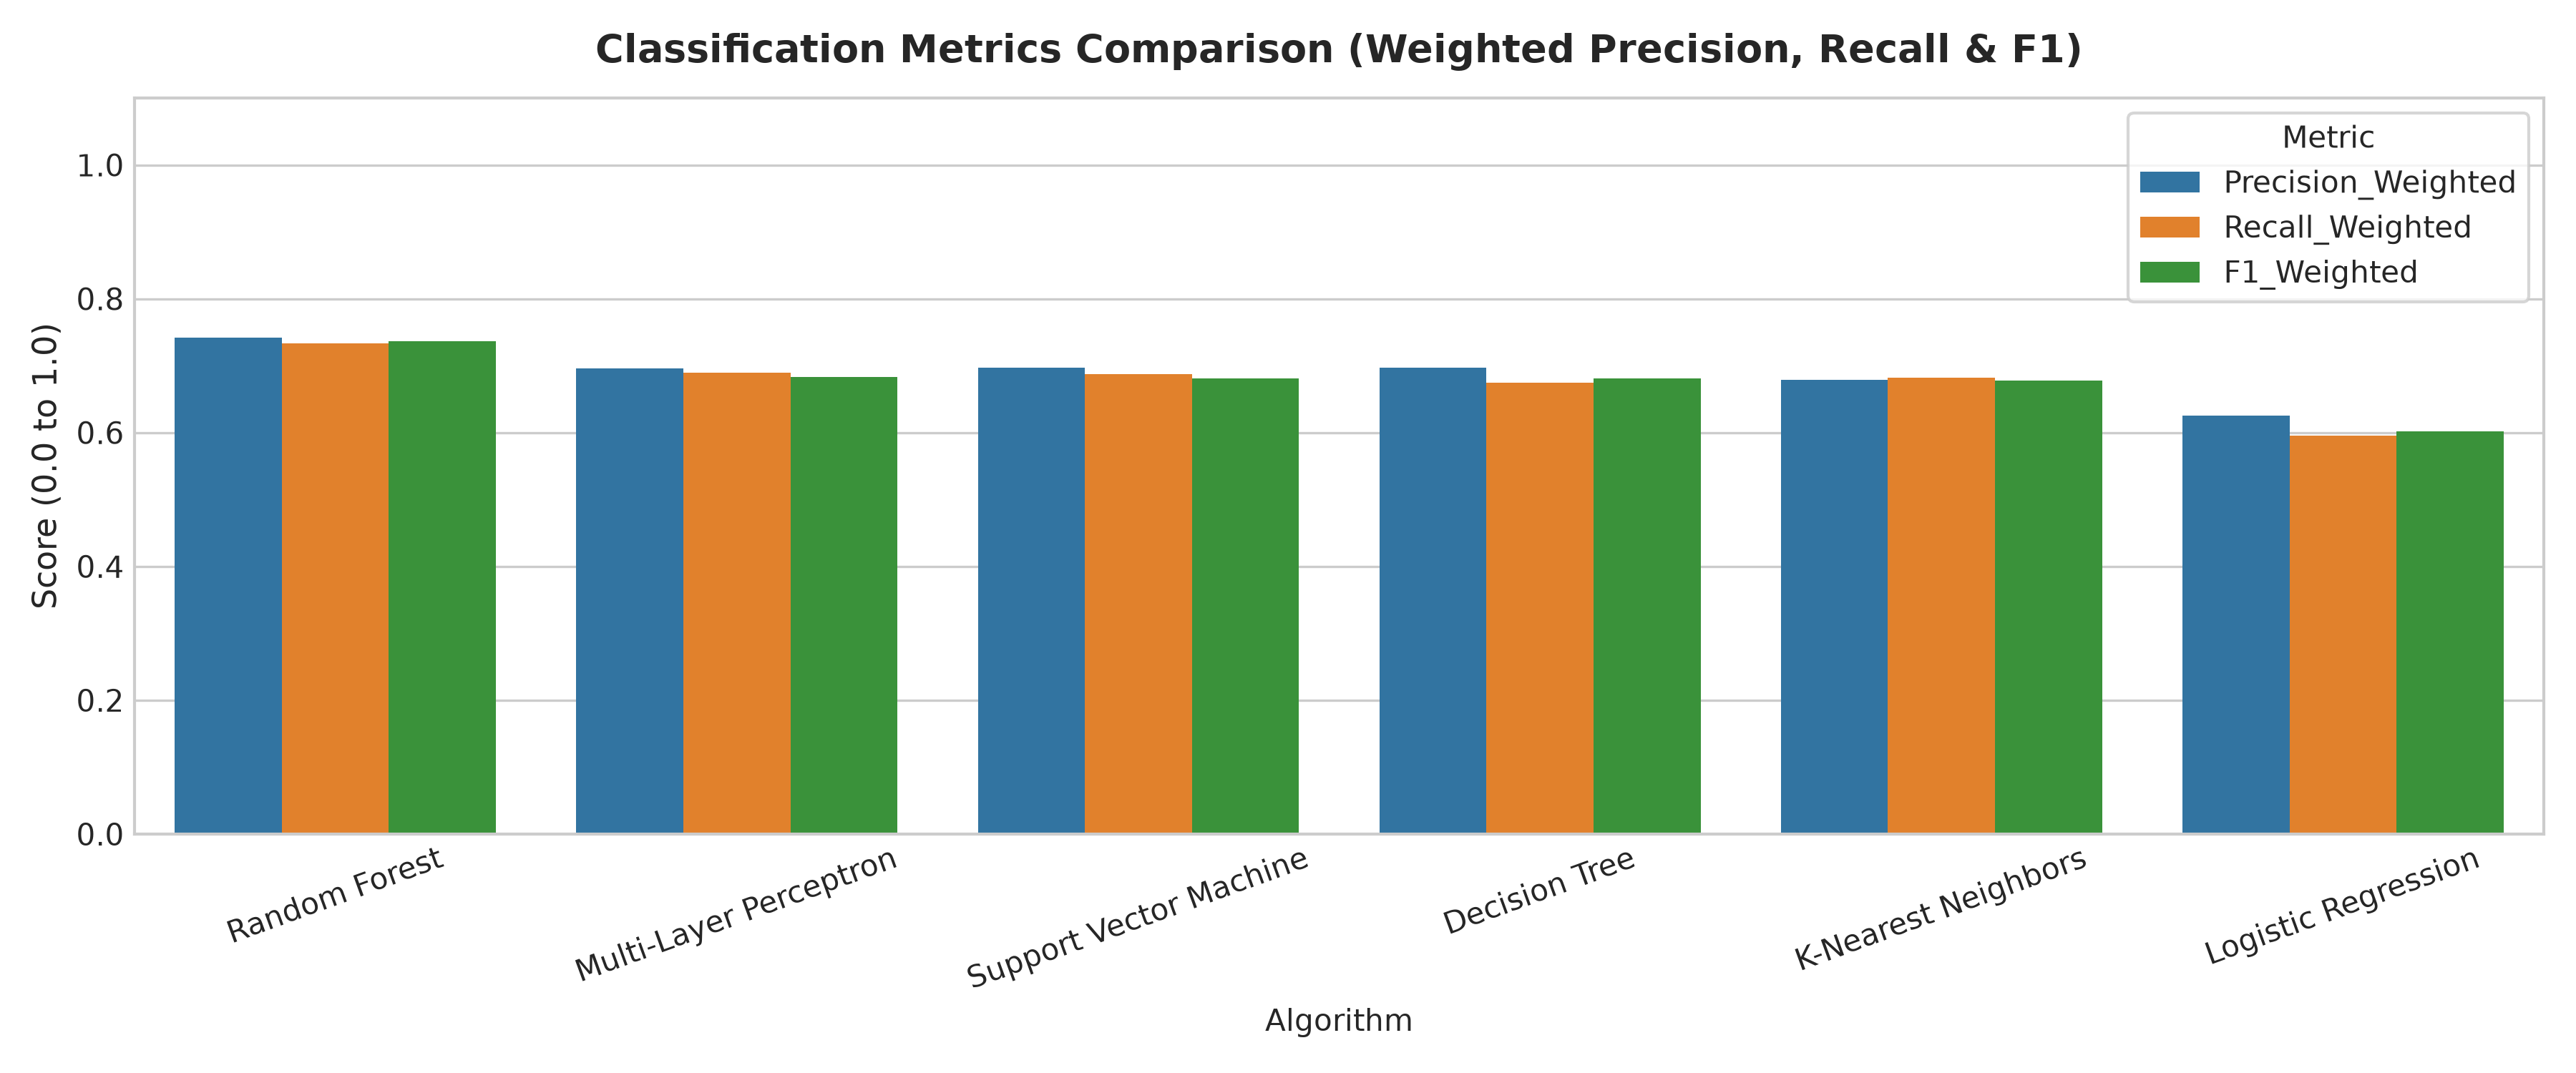 Classification Metrics Comparison (Weighted Precision, Recall & F1)
Metric
Precision_Weighted
Recall_Weighted
F1_Weighted
Score (0.0 to 1.0)
1.0
0.8
0.6
0.4
0.2
0.0
Random Forest
Multi-Layer Perceptron
Support Vector Machine
Decision Tree
K-Nearest Neighbors
Logistic Regression
Algorithm